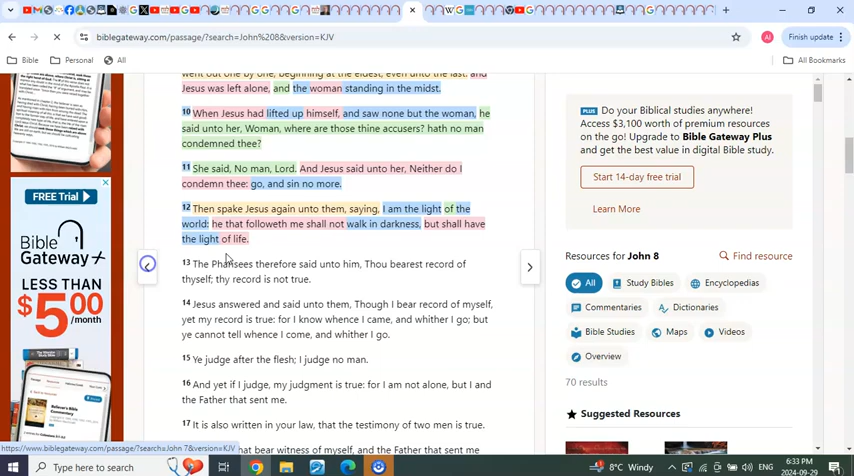 Finish update
biblegateway.com/passage/?search=John%208&version=KJV
Bible
Personal
AI
All Bookmarks
went out one by one, beginning at the eldest, even unto the last: and
Jesus was left alone, and the woman standing in the midst.
10 When Jesus had lifted up himself, and saw none but the woman, he
said unto her, Woman, where are those thine accusers? hath no man
condemned thee?
11 She said, No man, Lord. And Jesus said unto her, Neither do I
condemn thee: go, and sin no more.
12 Then spake Jesus again unto them, saying, I am the light of the
world: he that followeth me shall not walk in darkness, but shall have
the light of life.
13 The Pharisees therefore said unto him, Thou bearest record of
thyself; thy record is not true.
14 Jesus answered and said unto them, Though I bear record of myself,
yet my record is true: for I know whence I came, and whither I go; but
ye cannot tell whence I come, and whither I go.
15 Ye judge after the flesh; I judge no man.
16 And yet if I judge, my judgment is true: for I am not alone, but I and
the Father that sent me.
17 It is also written in your law, that the testimony of two men is true.
that bear witness of myself, and the Father that sent me
FREE Trial
Bible
Gateway+
LESS THAN
$5.00
/month
PLUS Do your Biblical studies anywhere!
Access $3,100 worth of premium resources
on the go! Upgrade to Bible Gateway Plus
and get the best value in digital Bible study.
Start 14-day free trial
Learn More
Resources for John 8
Find resource
All
Study Bibles
Encyclopedias
Commentaries
Dictionaries
Bible Studies
Maps
Videos
Overview
70 results
Suggested Resources
https://www.biblegateway.com/passage/?search=John 7&version=KJV
Type here to search
8°C Windy
ENG
6:33 PM
2024-09-29